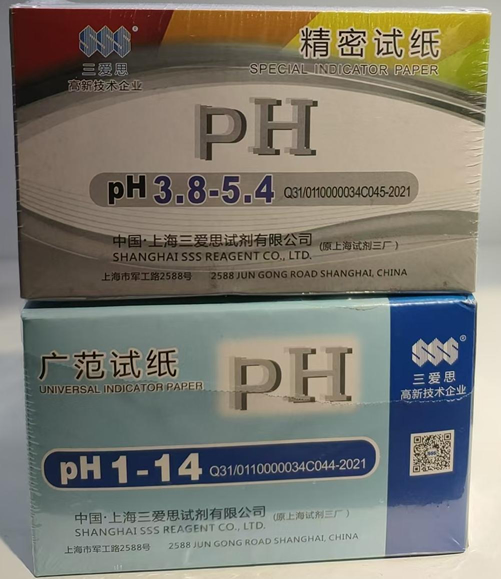 SSS
®
三爱思
高新技术企业
精密试纸
SPECIAL INDICATOR PAPER
pH
pH 3.8-5.4 Q31/0110000034C045-2021
中国·上海三爱思试剂有限公司(原上海试剂三厂)
SHANGHAI SSS REAGENT CO., LTD.
上海市军工路2588号 2588 JUN GONG ROAD SHANGHAI, CHINA
广范试纸
UNIVERSAL INDICATOR PAPER
pH
SSS
®
三爱思
高新技术企业
pH 1-14 Q31/0110000034C044-2021
中国·上海三爱思试剂有限公司(原上海试剂三厂)
SHANGHAI SSS REAGENT CO., LTD.
上海市军工路2588号 2588 JUN GONG ROAD SHANGHAI, CHINA